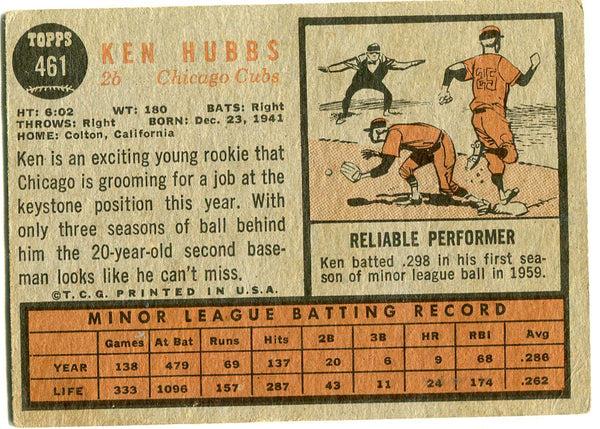 TOPPS
461
KEN HUBBS
2b Chicago Cubs
HT: 6:02 WT: 180 BATS: Right
THROWS: Right BORN: Dec. 23, 1941
HOME: Colton, California
Ken is an exciting young rookie that
Chicago is grooming for a job at the
keystone position this year. With
only three seasons of ball behind
him the 20-year-old second base-
man looks like he can't miss.
©T.C.G. PRINTED IN U.S.A.
25
RELIABLE PERFORMER
Ken batted .298 in his first sea-
son of minor league ball in 1959.
MINOR LEAGUE BATTING RECORD
Games At Bat Runs Hits 2B 3B HR RBI Avg
YEAR 138 479 69 137 20 6 9 68 .286
LIFE 333 1096 157 287 43 11 24 174 .262